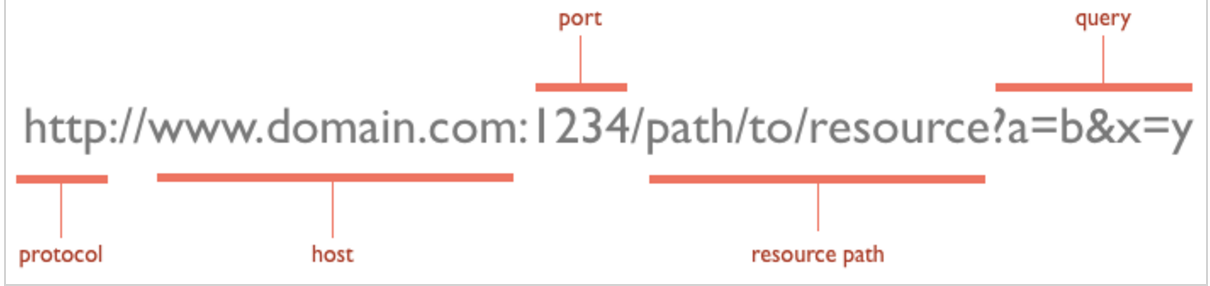 port query
http://www.domain.com:1234/path/to/resource?a=b&x=y
protocol host resource path